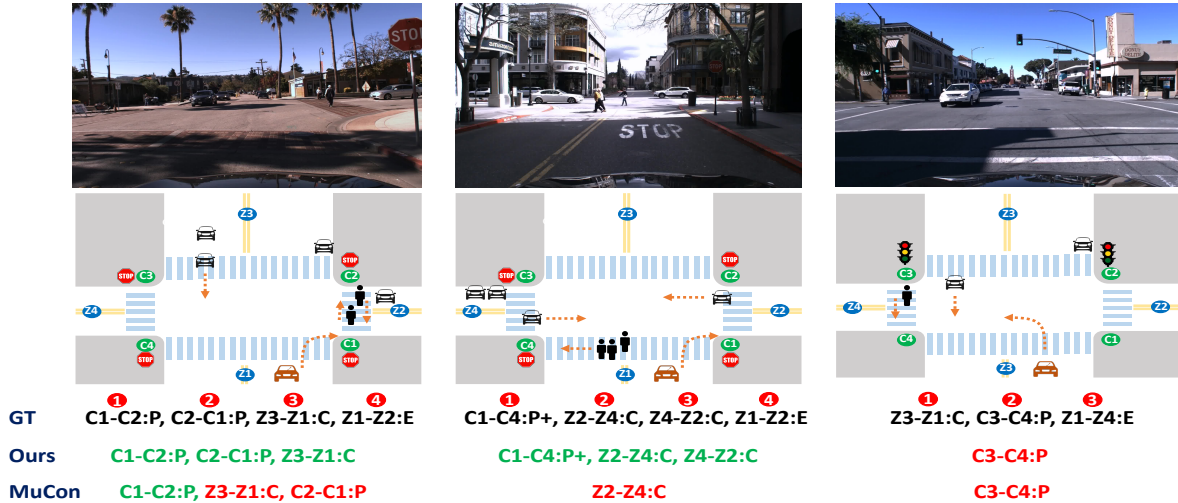 STOP
amazon
STOP
Z3
Z3
Z3
STOP
C3
STOP
C2
STOP
C3
STOP
C2
C3
C2
Z4
Z2
Z4
Z2
Z4
C4
STOP
C1
STOP
C4
STOP
C1
STOP
C4
C1
Z1
Z1
Z3
1 2 3 4
1 2 3 4
1 2 3
GT C1-C2:P, C2-C1:P, Z3-Z1:C, Z1-Z2:E C1-C4:P+, Z2-Z4:C, Z4-Z2:C, Z1-Z2:E Z3-Z1:C, C3-C4:P, Z1-Z4:E
Ours C1-C2:P, C2-C1:P, Z3-Z1:C C1-C4:P+, Z2-Z4:C, Z4-Z2:C C3-C4:P
MuCon C1-C2:P, Z3-Z1:C, C2-C1:P Z2-Z4:C C3-C4:P